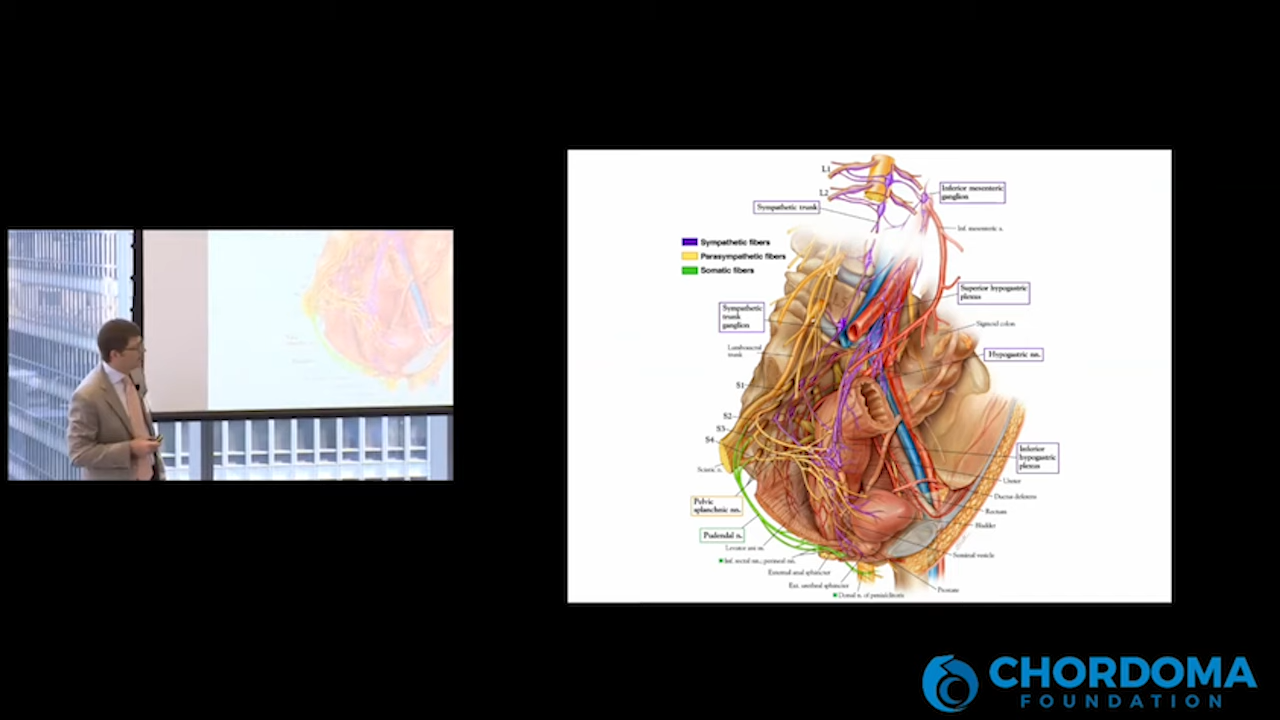 L1
L2
Sympathetic trunk
Inferior mesenteric
ganglion
Inf. mesenteric a.
Sympathetic fibers
Parasympathetic fibers
Somatic fibers
Superior hypogastric
plexus
Sympathetic
trunk
ganglion
Sigmoid colon
Lumbosacral
trunk
Hypogastric nn.
S1
S2
S3
S4
Sciatic n.
Inferior
hypogastric
plexus
Ureter
Ductus deferens
Rectum
Bladder
Pelvic
splanchnic nn.
Pudendal n.
Levator ani m.
Inf. rectal nn., perineal nn.
External anal sphincter
Ext. urethral sphincter
Dorsal n. of penis/clitoris
Seminal vesicle
Prostate
CHORDOMA
FOUNDATION